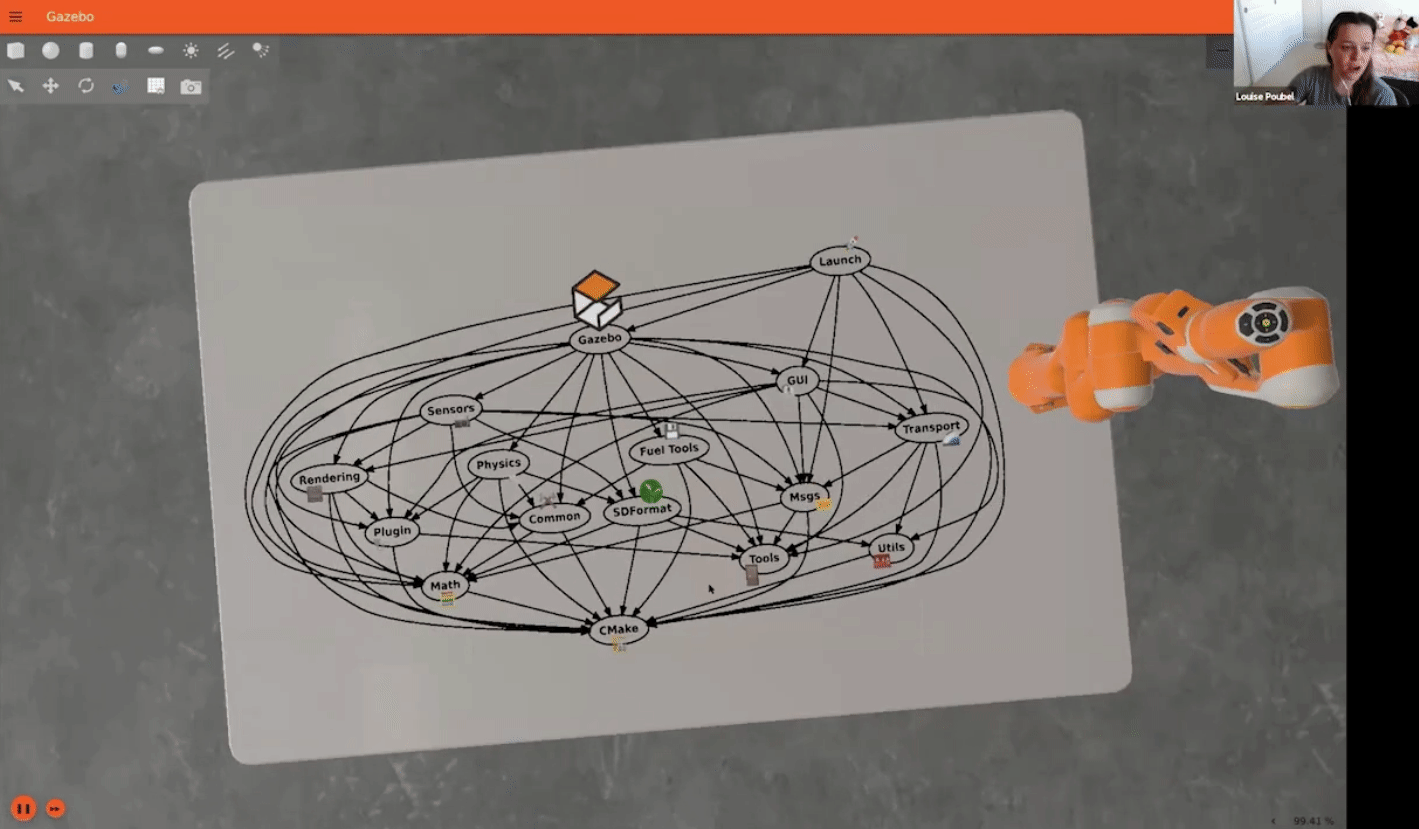 Gazebo
Louise Poubel
Launch
Gazebo
GUI
Sensors
Transport
Fuel Tools
Physics
Rendering
Msgs
SDFormat
Common
Plugin
Utils
Tools
Math
CMake
99.41 %